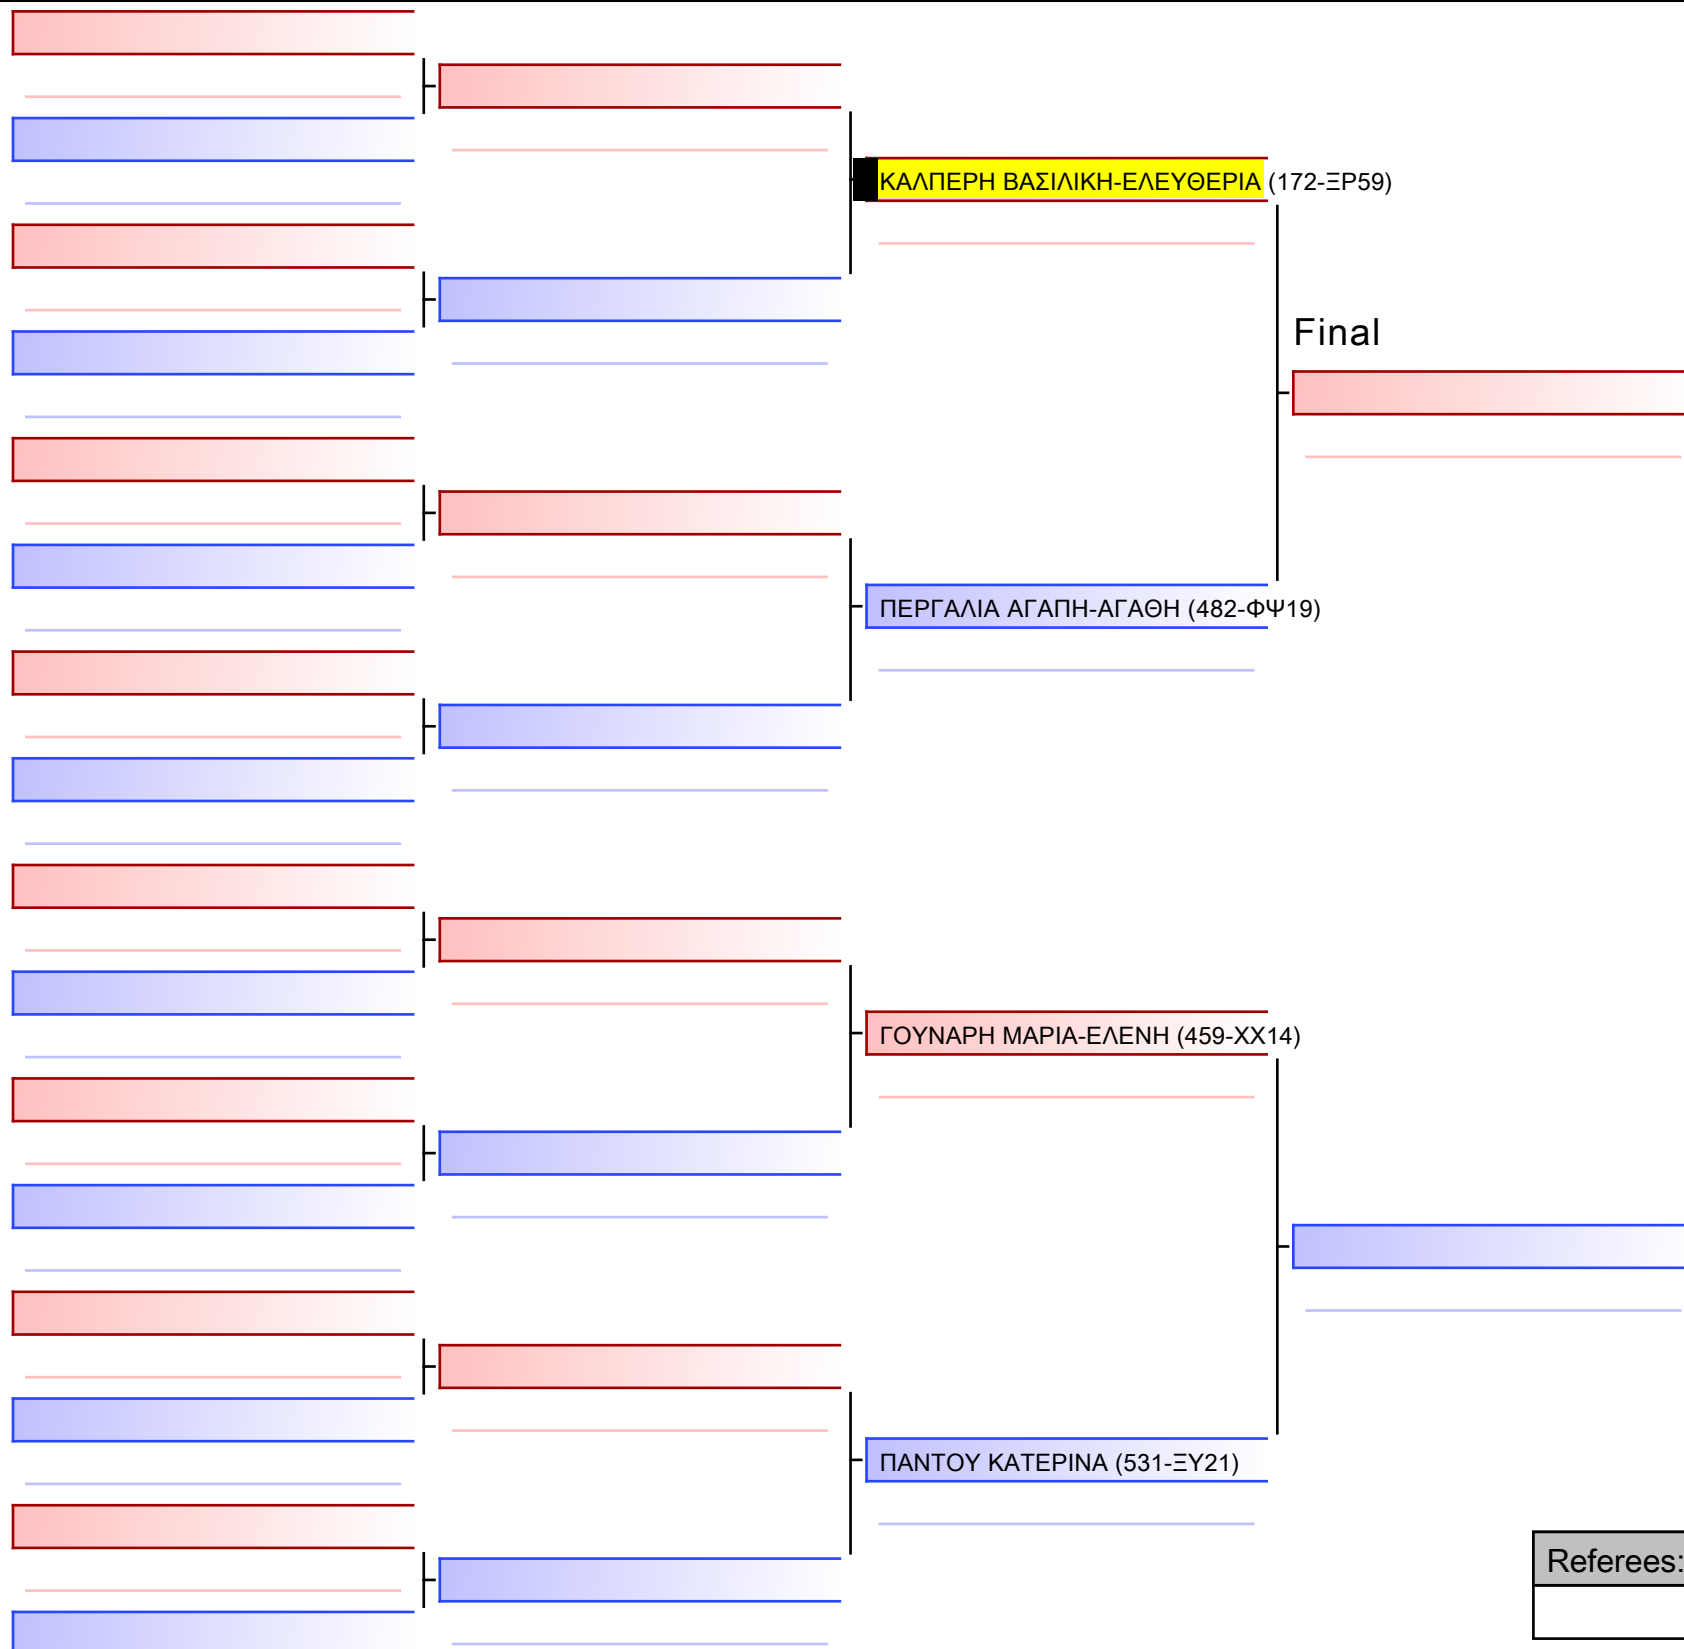 ΚΑΛΠΕΡΗ ΒΑΣΙΛΙΚΗ-ΕΛΕΥΘΕΡΙΑ (172-ΞΡ59)
Final
ΠΕΡΓΑΛΙΑ ΑΓΑΠΗ-ΑΓΑΘΗ (482-ΦΨ19)
ΓΟΥΝΑΡΗ ΜΑΡΙΑ-ΕΛΕΝΗ (459-ΧΧ14)
ΠΑΝΤΟΥ ΚΑΤΕΡΙΝΑ (531-ΞΥ21)
Referees: